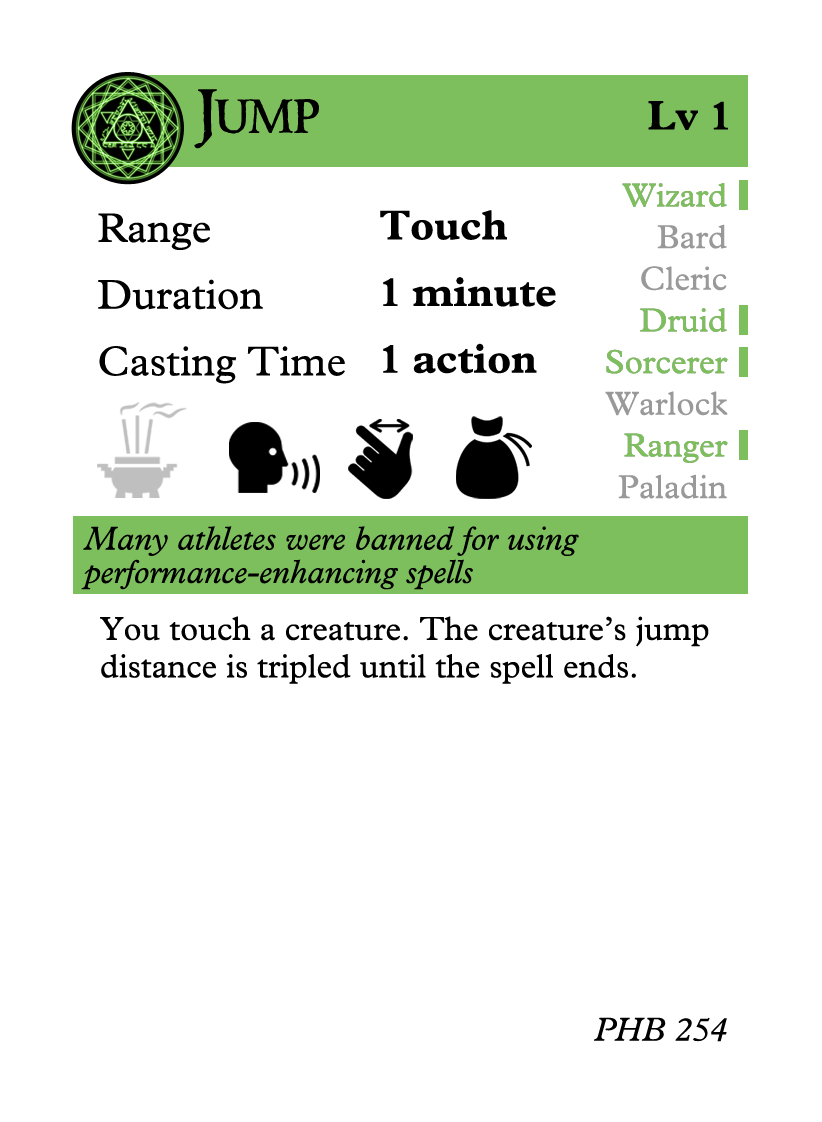 Jump
Lv 1
Range Touch
Duration 1 minute
Casting Time 1 action
Wizard
Bard
Cleric
Druid
Sorcerer
Warlock
Ranger
Paladin
Many athletes were banned for using
performance-enhancing spells
You touch a creature. The creature’s jump
distance is tripled until the spell ends.
PHB 254